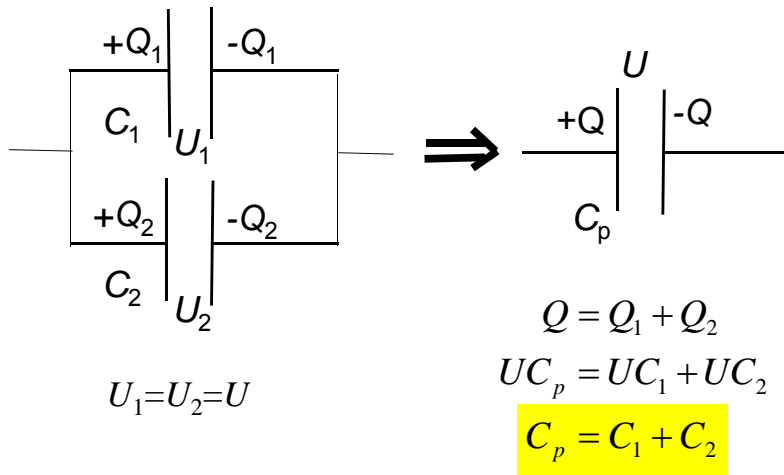 +Q₁ -Q₁
C₁
U₁
+Q₂ -Q₂
C₂
U₂
U₁=U₂=U
U
+Q -Q
Cₚ
Q = Q₁ + Q₂
UCₚ = UC₁ + UC₂
Cₚ = C₁ + C₂